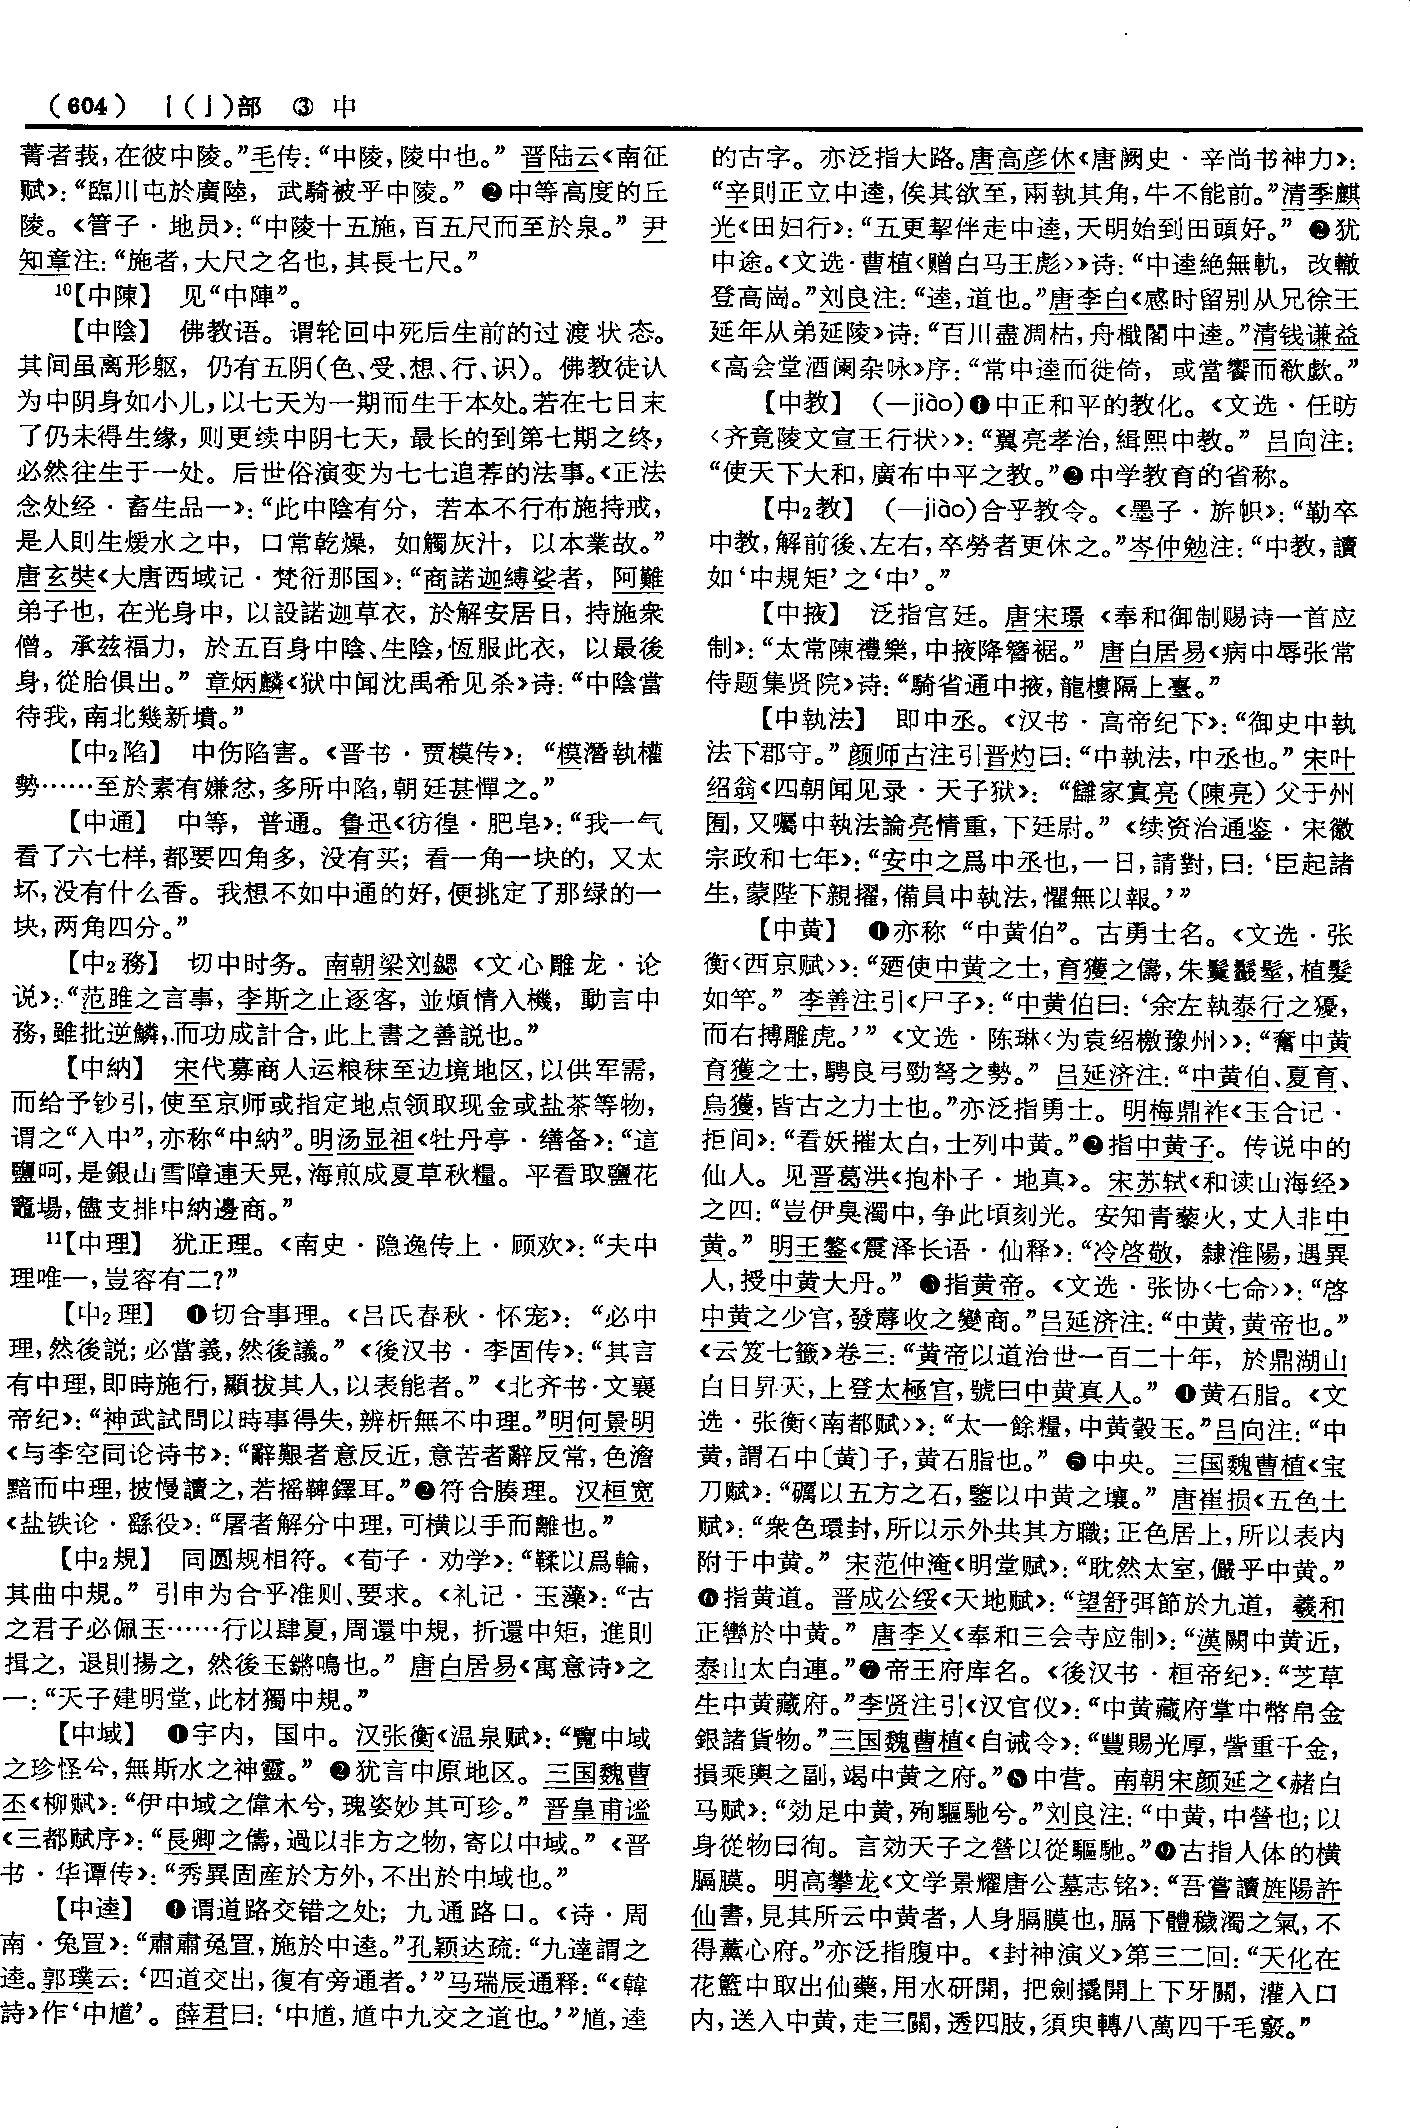 (604) 丨(亅)部 ③ 中
菁者莪，在彼中陵。”毛传：“中陵，陵中也。” 晋陆云《南征
赋》：“臨川屯於廣陸，武騎被乎中陵。” ❷中等高度的丘
陵。《管子·地员》：“中陵十五施，百五尺而至於泉。” 尹
知章注：“施者，大尺之名也，其長七尺。”
¹⁰【中陳】 见“中陣”。
【中陰】 佛教语。谓轮回中死后生前的过渡状态。
其间虽离形躯，仍有五阴(色、受、想、行、识)。佛教徒认
为中阴身如小儿，以七天为一期而生于本处。若在七日末
了仍未得生缘，则更续中阴七天，最长的到第七期之终，
必然往生于一处。后世俗演变为七七追荐的法事。《正法
念处经·畜生品一》：“此中陰有分，若本不行布施持戒，
是人則生煖水之中，口常乾燥，如觸灰汁，以本業故。”
唐玄奘《大唐西域记·梵衍那国》：“商諾迦縛娑者，阿難
弟子也，在光身中，以設諾迦草衣，於解安居日，持施衆
僧。承兹福力，於五百身中陰、生陰，恆服此衣，以最後
身，從胎俱出。” 章炳麟《狱中闻沈禹希见杀》诗：“中陰當
待我，南北幾新墳。”
【中₂陷】 中伤陷害。《晋书·贾模传》：“模潛執權
勢……至於素有嫌忿，多所中陷，朝廷甚憚之。”
【中通】 中等，普通。鲁迅《彷徨·肥皂》：“我一气
看了六七样，都要四角多，没有买；看一角一块的，又太
坏，没有什么香。我想不如中通的好，便挑定了那绿的一
块，两角四分。”
【中₂務】 切中时务。南朝梁刘勰《文心雕龙·论
说》：“范雎之言事，李斯之止逐客，並煩情入機，動言中
務，雖批逆鱗，而功成計合，此上書之善説也。”
【中納】 宋代募商人运粮秣至边境地区，以供军需，
而给予钞引，使至京师或指定地点领取现金或盐茶等物，
谓之“入中”，亦称“中納”。明汤显祖《牡丹亭·缮备》：“這
鹽呵，是銀山雪障連天晃，海煎成夏草秋糧。平看取鹽花
竈場，儘支排中納邊商。”
¹¹【中理】 犹正理。《南史·隐逸传上·顾欢》：“夫中
理唯一，豈容有二?”
【中₂理】 ❶切合事理。《吕氏春秋·怀宠》：“必中
理，然後説；必當義，然後議。” 《後汉书·李固传》：“其言
有中理，即時施行，顯拔其人，以表能者。” 《北齐书·文襄
帝纪》：“神武試問以時事得失，辨析無不中理。”明何景明
《与李空同论诗书》：“辭艱者意反近，意苦者辭反常，色澹
黯而中理，披慢讀之，若摇鞞鐸耳。”❷符合腠理。汉桓宽
《盐铁论·繇役》：“屠者解分中理，可横以手而離也。”
【中₂規】 同圆规相符。《荀子·劝学》：“鞣以爲輪，
其曲中規。” 引申为合乎准则、要求。《礼记·玉藻》：“古
之君子必佩玉……行以肆夏，周還中規，折還中矩，進則
揖之，退則揚之，然後玉鏘鳴也。” 唐白居易《寓意诗》之
一：“天子建明堂，此材獨中規。”
【中域】 ❶宇内，国中。汉张衡《温泉赋》：“覽中域
之珍怪兮，無斯水之神靈。” ❷犹言中原地区。三国魏曹
丕《柳赋》：“伊中域之偉木兮，瑰姿妙其可珍。” 晋皇甫谧
《三都赋序》：“長卿之儔，過以非方之物，寄以中域。” 《晋
书·华谭传》：“秀異固産於方外，不出於中域也。”
【中逵】 ❶谓道路交错之处；九通路口。《诗·周
南·兔罝》：“肅肅兔罝，施於中逵。”孔颖达疏：“九達謂之
逵。郭璞云：‘四道交出，復有旁通者。’”马瑞辰通释：“《韓
詩》作‘中馗’。薛君曰：‘中馗，馗中九交之道也。’”馗，逵
的古字。亦泛指大路。唐高彦休《唐阙史·辛尚书神力》：
“辛則正立中逵，俟其欲至，兩執其角，牛不能前。”清季麒
光《田妇行》：“五更挈伴走中逵，天明始到田頭好。” ❷犹
中途。《文选·曹植〈赠白马王彪〉》诗：“中逵絶無軌，改轍
登高崗。”刘良注：“逵，道也。”唐李白《感时留别从兄徐王
延年从弟延陵》诗：“百川盡凋枯，舟檝閣中逵。”清钱谦益
《高会堂酒阑杂咏》序：“常中逵而徙倚，或當饗而欷歔。”
【中教】 (—jiào)❶中正和平的教化。《文选·任昉
〈齐竟陵文宣王行状〉》：“翼亮孝治，緝熙中教。” 吕向注：
“使天下大和，廣布中平之教。”❷中学教育的省称。
【中₂教】 (—jiào)合乎教令。《墨子·旂帜》：“勒卒
中教，解前後、左右，卒勞者更休之。”岑仲勉注：“中教，讀
如‘中規矩’之‘中’。”
【中掖】 泛指宫廷。唐宋璟《奉和御制赐诗一首应
制》：“太常陳禮樂，中掖降簪裾。” 唐白居易《病中辱张常
侍题集贤院》诗：“騎省通中掖，龍樓隔上臺。”
【中執法】 即中丞。《汉书·高帝纪下》：“御史中執
法下郡守。” 颜师古注引晋灼曰：“中執法，中丞也。” 宋叶
绍翁《四朝闻见录·天子狱》：“讎家寘亮(陳亮)父于州
圄，又囑中執法論亮情重，下廷尉。” 《续资治通鉴·宋徽
宗政和七年》：“安中之爲中丞也，一日，請對，曰：‘臣起諸
生，蒙陛下親擢，備員中執法，懼無以報。’”
【中黄】 ❶亦称“中黄伯”。古勇士名。《文选·张
衡〈西京赋〉》：“廼使中黄之士，育獲之儔，朱鬕髽髻，植髮
如竿。” 李善注引《尸子》：“中黄伯曰：‘余左執泰行之獶，
而右搏雕虎。’” 《文选·陈琳〈为袁绍檄豫州〉》：“奮中黄
育獲之士，騁良弓勁弩之勢。” 吕延济注：“中黄伯、夏育、
烏獲，皆古之力士也。”亦泛指勇士。明梅鼎祚《玉合记·
拒间》：“看妖摧太白，士列中黄。”❷指中黄子。传说中的
仙人。见晋葛洪《抱朴子·地真》。宋苏轼《和读山海经》
之四：“豈伊臭濁中，争此頃刻光。安知青藜火，丈人非中
黄。” 明王鏊《震泽长语·仙释》：“冷啓敬，隸淮陽，遇異
人，授中黄大丹。” ❸指黄帝。《文选·张协〈七命〉》：“啓
中黄之少宫，發蓐收之變商。”吕延济注：“中黄，黄帝也。”
《云笈七籤》卷三：“黄帝以道治世一百二十年，於鼎湖山
白日昇天，上登太極宫，號曰中黄真人。” ❹黄石脂。《文
选·张衡〈南都赋〉》：“太一餘糧，中黄瑴玉。”吕向注：“中
黄，謂石中〔黄〕子，黄石脂也。” ❺中央。三国魏曹植《宝
刀赋》：“礪以五方之石，鑒以中黄之壤。” 唐崔损《五色土
赋》：“衆色環封，所以示外共其方職；正色居上，所以表内
附于中黄。” 宋范仲淹《明堂赋》：“耽然太室，儼乎中黄。”
❻指黄道。晋成公绥《天地赋》：“望舒弭節於九道，羲和
正轡於中黄。” 唐李乂《奉和三会寺应制》：“漢闕中黄近，
泰山太白連。”❼帝王府库名。《後汉书·桓帝纪》：“芝草
生中黄藏府。”李贤注引《汉官仪》：“中黄藏府掌中幣帛金
銀諸貨物。”三国魏曹植《自诫令》：“豐賜光厚，訾重千金，
損乘輿之副，竭中黄之府。”❽中营。南朝宋颜延之《赭白
马赋》：“効足中黄，殉驅馳兮。”刘良注：“中黄，中營也；以
身從物曰徇。言効天子之營以從驅馳。”❾古指人体的横
膈膜。明高攀龙《文学景耀唐公墓志铭》：“吾嘗讀旌陽許
仙書，見其所云中黄者，人身膈膜也，膈下體穢濁之氣，不
得薰心府。”亦泛指腹中。《封神演义》第三二回：“天化在
花籃中取出仙藥，用水研開，把劍撬開上下牙關，灌入口
内，送入中黄，走三關，透四肢，須臾轉八萬四千毛竅。”